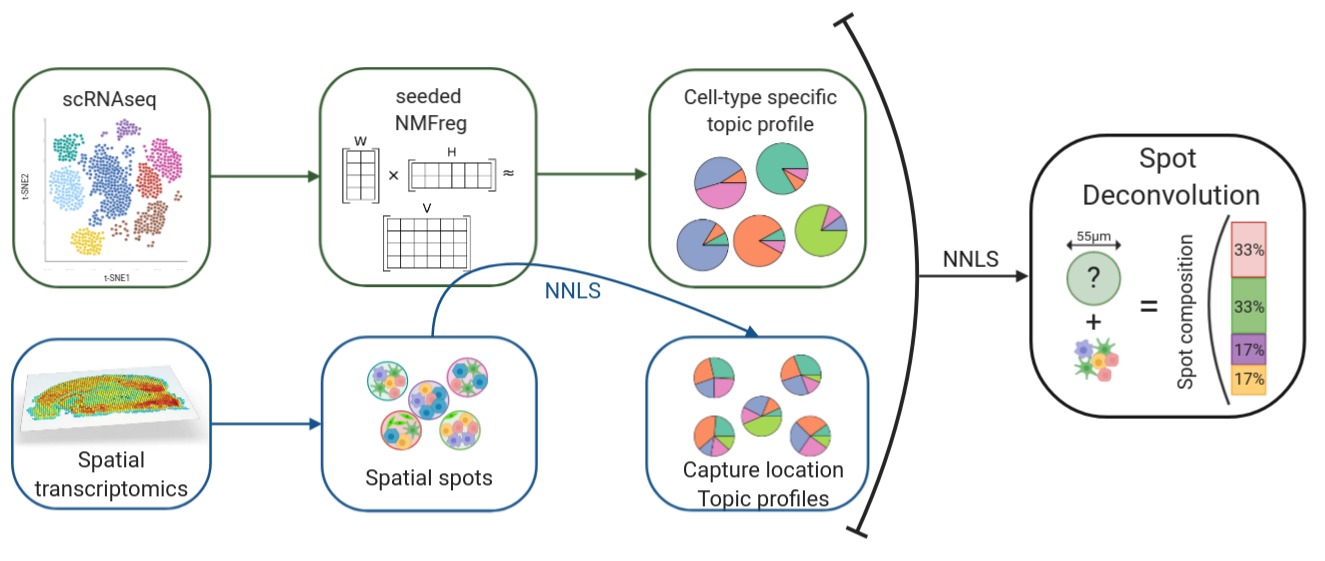 scRNAseq
t-SNE2
t-SNE1
seeded
NMFreg
W
×
H
≈
V
Cell-type specific
topic profile
NNLS
Spatial
transcriptomics
Spatial spots
Capture location
Topic profiles
NNLS
Spot
Deconvolution
55µm
?
+
=
Spot composition
33%
33%
17%
17%